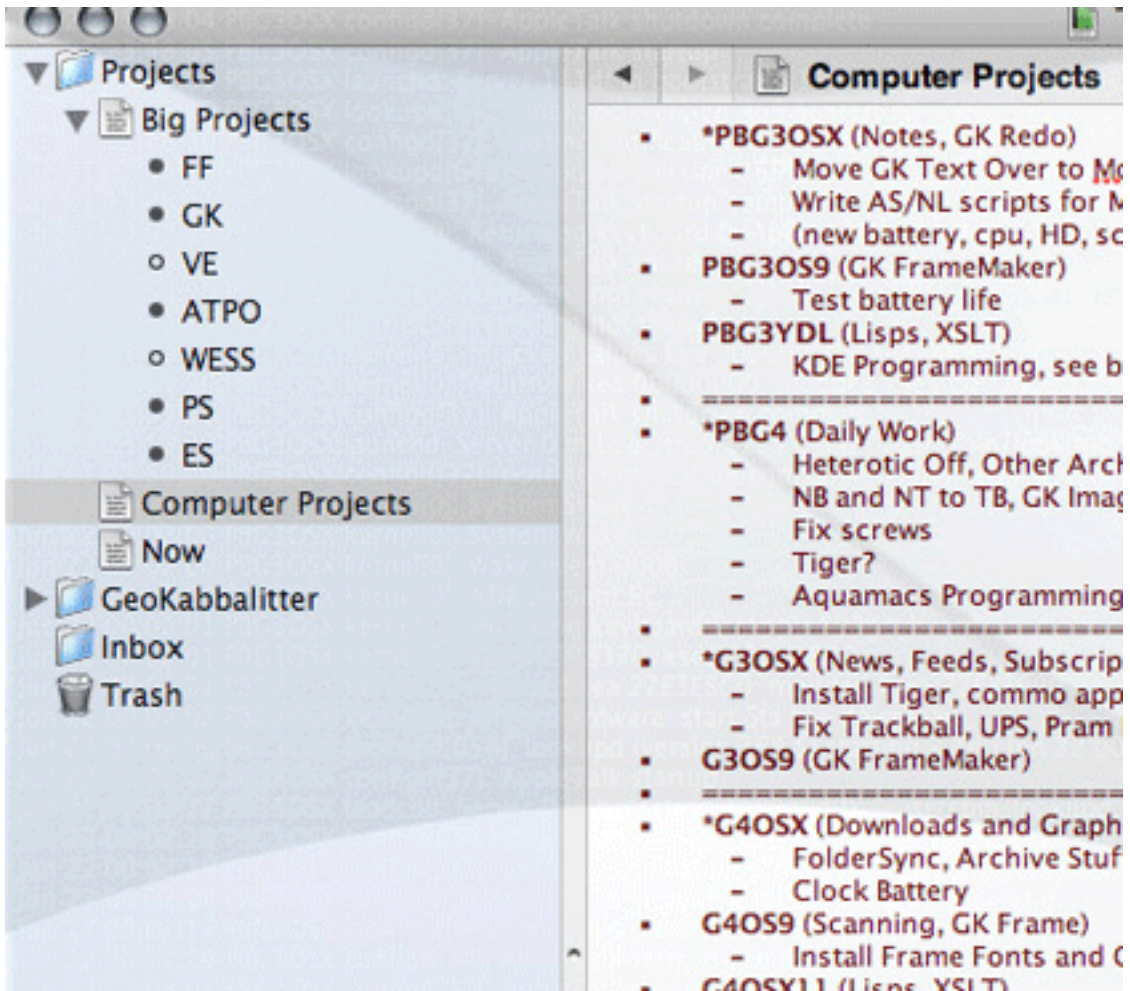 Projects
Big Projects
FF
GK
VE
ATPO
WESS
PS
ES
Computer Projects
Now
GeoKabbalitter
Inbox
Trash
Computer Projects
*PBG3OSX (Notes, GK Redo)
- Move GK Text Over to
- Write AS/NL scripts for
- (new battery, cpu, HD,
PBG3OS9 (GK FrameMaker)
- Test battery life
PBG3YDL (Lisps, XSLT)
- KDE Programming, see
==============================
*PBG4 (Daily Work)
- Heterotic Off, Other
- NB and NT to TB, GK
- Fix screws
- Tiger?
- Aquamacs Programming
==============================
*G3OSX (News, Feeds,
- Install Tiger, commo
- Fix Trackball, UPS, Pram
G3OS9 (GK FrameMaker)
==============================
*G4OSX (Downloads and
- FolderSync, Archive
- Clock Battery
G4OS9 (Scanning, GK Frame)
- Install Frame Fonts and
G4OSX11 (Lisps, XSLT)